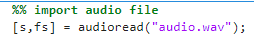 %% import audio file
[s,fs] = audioread("audio.wav");